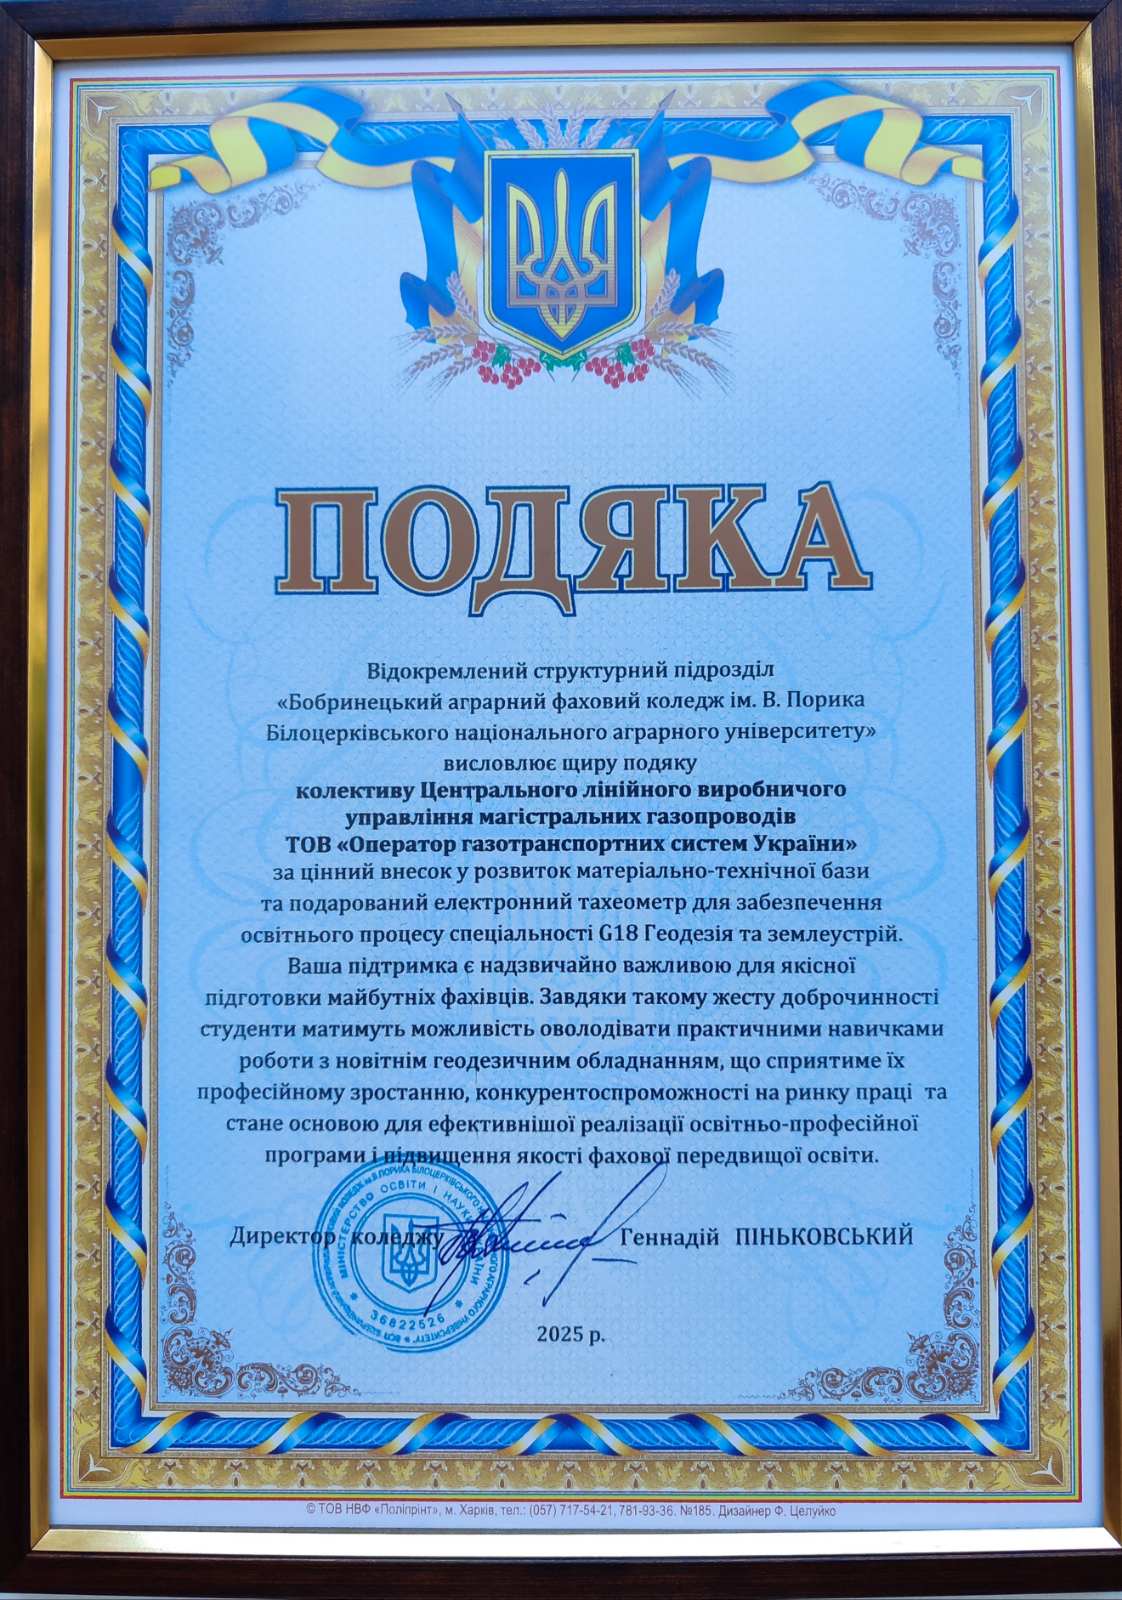 ПОДЯКА
Відокремлений структурний підрозділ
«Бобринецький аграрний фаховий коледж ім. В. Порика
Білоцерківського національного аграрного університету»
висловлює щиру подяку
колективу Центрального лінійного виробничого
управління магістральних газопроводів
ТОВ «Оператор газотранспортних систем України»
за цінний внесок у розвиток матеріально-технічної бази
та подарований електронний тахеометр для забезпечення
освітнього процесу спеціальності G18 Геодезія та землеустрій.
Ваша підтримка є надзвичайно важливою для якісної
підготовки майбутніх фахівців. Завдяки такому жесту доброчинності
студенти матимуть можливість оволодівати практичними навичками
роботи з новітнім геодезичним обладнанням, що сприятиме їх
професійному зростанню, конкурентоспроможності на ринку праці та
стане основою для ефективнішої реалізації освітньо-професійної
програми і підвищення якості фахової передвищої освіти.
Директор коледжу Геннадій ПІНЬКОВСЬКИЙ
МІНІСТЕРСТВО ОСВІТИ І НАУКИ
36822526
2025 р.
© ТОВ НВФ «Поліпрінт», м. Харків, тел.: (057) 717-54-21, 781-93-36. №185. Дизайнер Ф. Целуйко